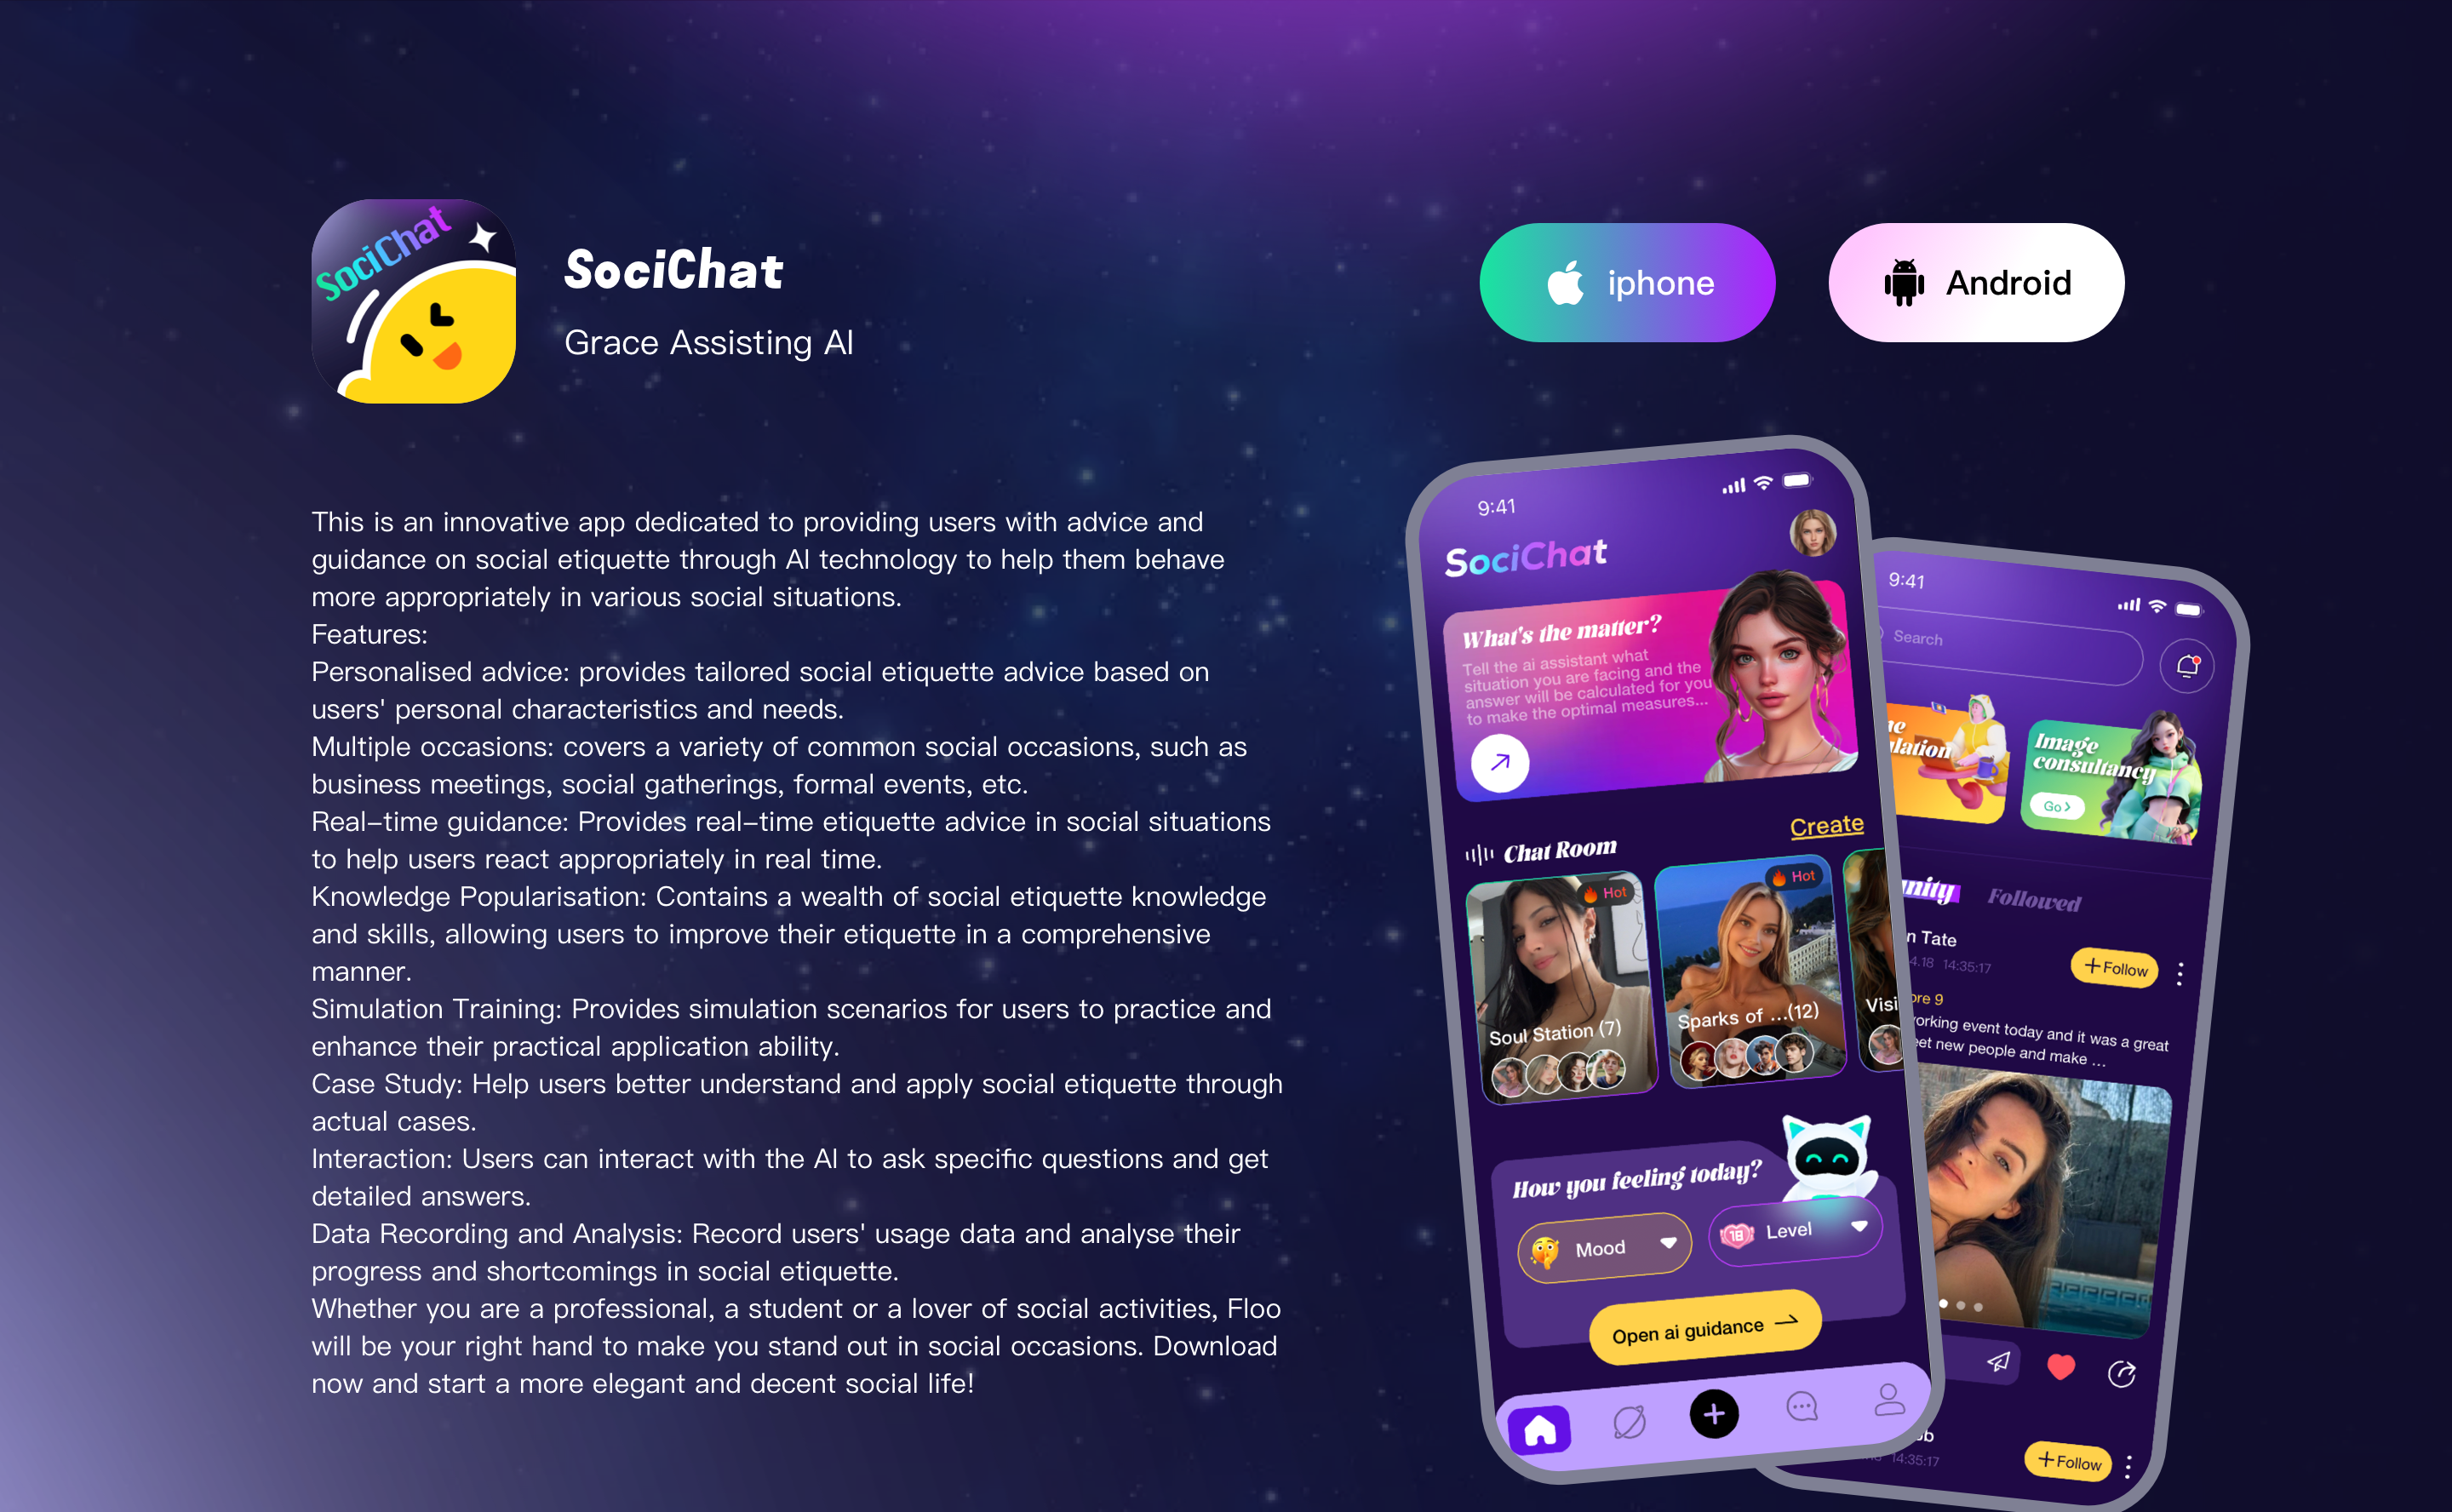 SociChat
SociChat
Grace Assisting AI
iphone
Android
This is an innovative app dedicated to providing users with advice and
guidance on social etiquette through AI technology to help them behave
more appropriately in various social situations.
Features:
Personalised advice: provides tailored social etiquette advice based on
users' personal characteristics and needs.
Multiple occasions: covers a variety of common social occasions, such as
business meetings, social gatherings, formal events, etc.
Real-time guidance: Provides real-time etiquette advice in social situations
to help users react appropriately in real time.
Knowledge Popularisation: Contains a wealth of social etiquette knowledge
and skills, allowing users to improve their etiquette in a comprehensive
manner.
Simulation Training: Provides simulation scenarios for users to practice and
enhance their practical application ability.
Case Study: Help users better understand and apply social etiquette through
actual cases.
Interaction: Users can interact with the AI to ask specific questions and get
detailed answers.
Data Recording and Analysis: Record users' usage data and analyse their
progress and shortcomings in social etiquette.
Whether you are a professional, a student or a lover of social activities, Floo
will be your right hand to make you stand out in social occasions. Download
now and start a more elegant and decent social life!
9:41
SociChat
What's the matter?
Tell the ai assistant what
situation you are facing and the
answer will be calculated for you
to make the optimal measures...
Create
Chat Room
Hot
Hot
Soul Station (7)
Sparks of ...(12)
Visi
How you feeling today?
Mood
18
Level
Open ai guidance
9:41
Search
Image
consultancy
Go
Followed
n Tate
4.18 14:35:17
Follow
ore 9
orking event today and it was a great
eet new people and make ...
14:35:17
Follow